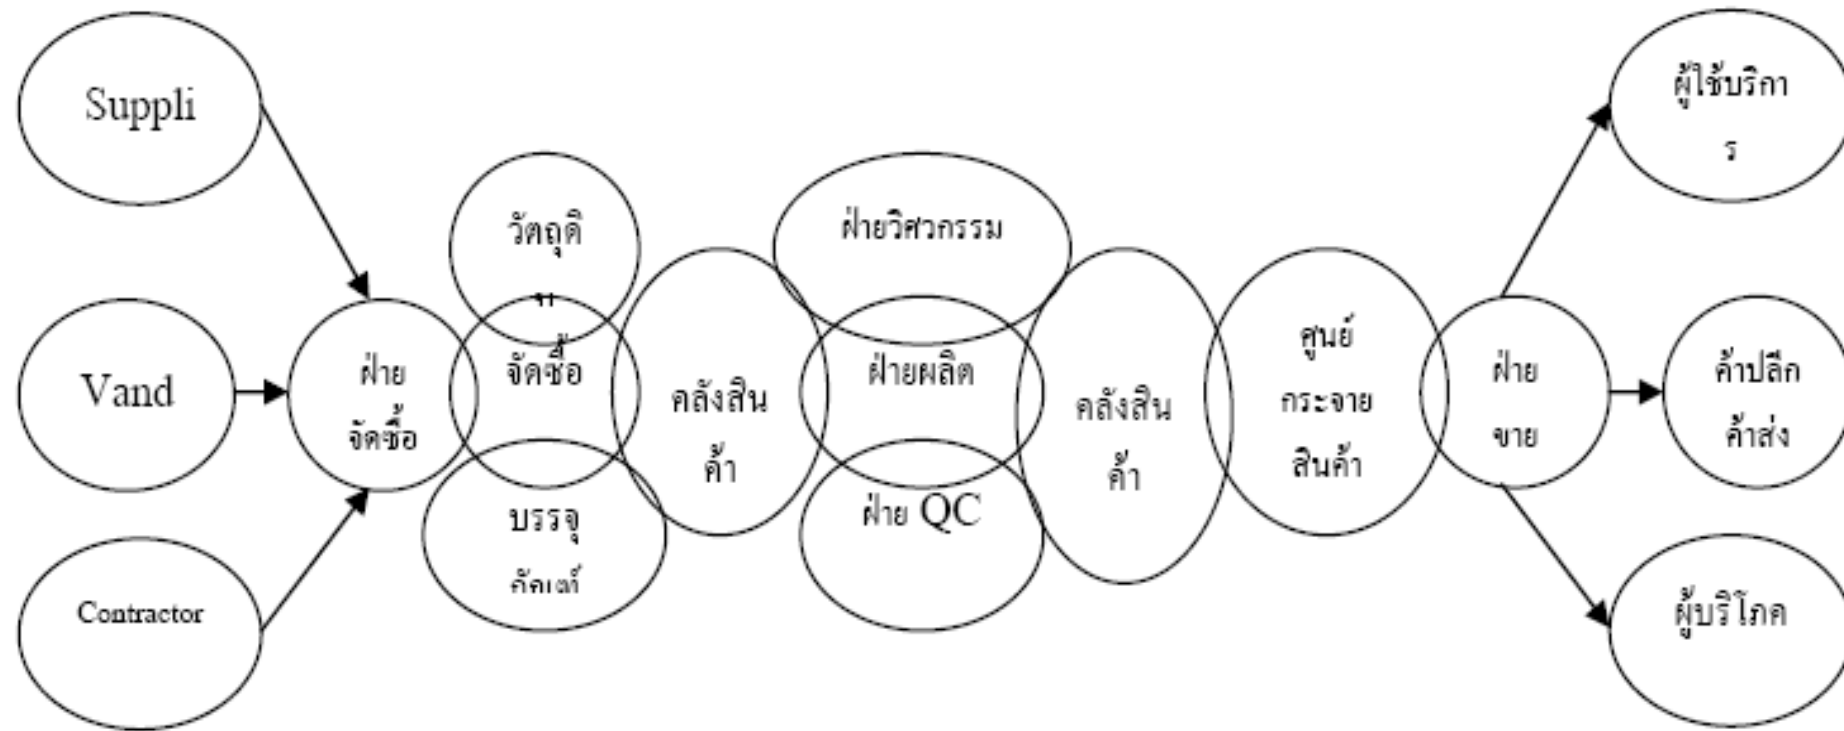 Suppli
Vand
Contractor
ฝ่าย
จัดซื้อ
วัตถุดิ
จัดซื้อ
บรรจุ
คลังสิน
ค้า
ฝ่ายวิศวกรรม
ฝ่ายผลิต
ฝ่าย QC
คลังสิน
ค้า
ศูนย์
กระจาย
สินค้า
ฝ่าย
ขาย
ผู้ใช้บริกา
ร
ค้าปลีก
ค้าส่ง
ผู้บริโภค